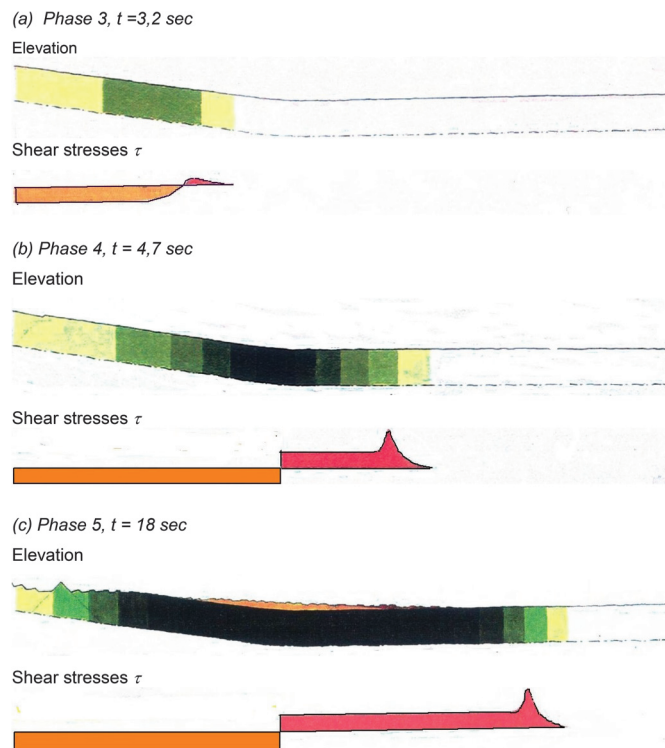 (a) Phase 3, t =3,2 sec
Elevation
Shear stresses τ
(b) Phase 4, t = 4,7 sec
Elevation
Shear stresses τ
(c) Phase 5, t = 18 sec
Elevation
Shear stresses τ